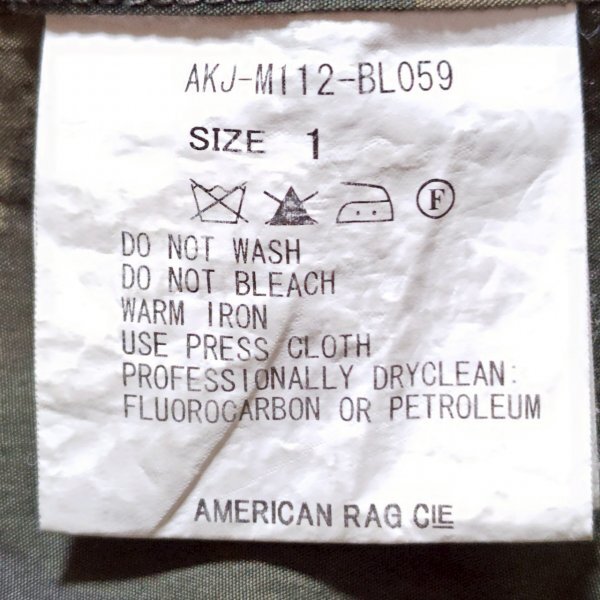 AKJ-M112-BL059
SIZE 1
F
DO NOT WASH
DO NOT BLEACH
WARM IRON
USE PRESS CLOTH
PROFESSIONALLY DRYCLEAN:
FLUOROCARBON OR PETROLEUM
AMERICAN RAG CIE